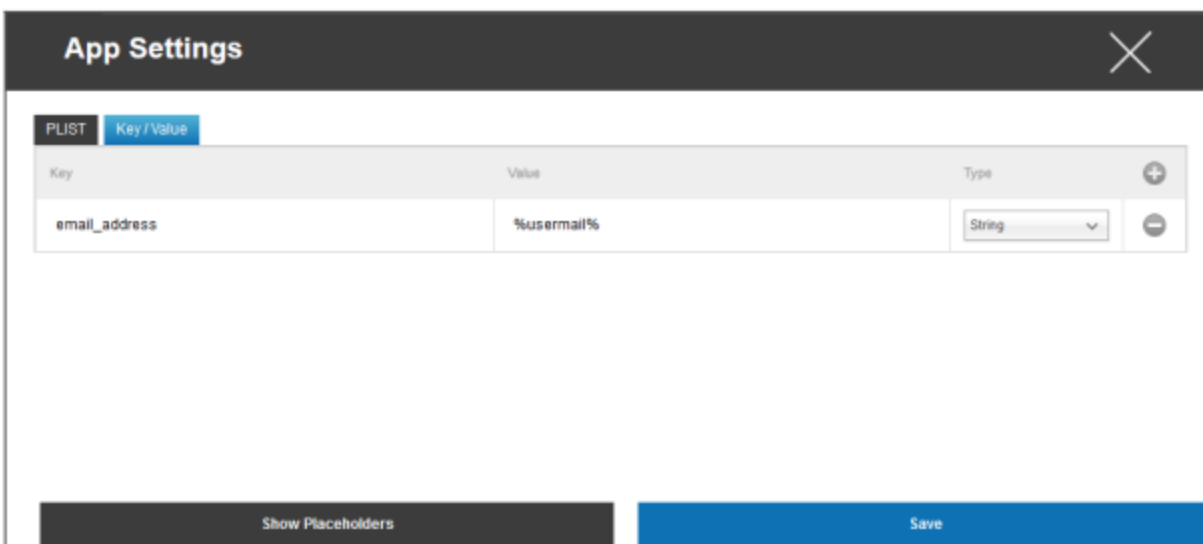 App Settings
PLIST Key / Value
Key Value Type
email_address %usermail% String
Show Placeholders Save